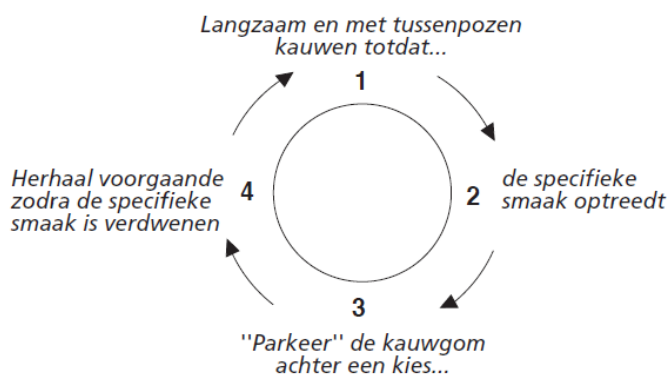 Langzaam en met tussenpozen
kauwen totdat...
1
de specifieke
smaak optreedt
2
3
"Parkeer" de kauwgom
achter een kies...
4
Herhaal voorgaande
zodra de specifieke
smaak is verdwenen